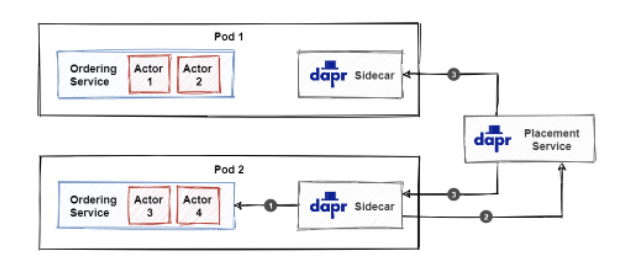 Pod 1
Ordering
Service
Actor
1
Actor
2
dapr Sidecar
3
dapr Placement
Service
Pod 2
Ordering
Service
Actor
3
Actor
4
1
dapr Sidecar
3
2